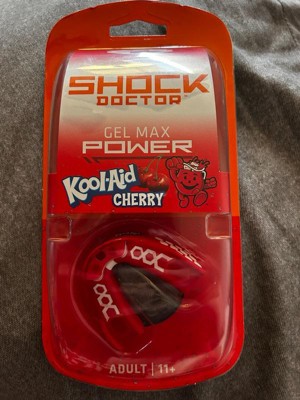 SHOCK
DOCTOR
GEL MAX
POWER
Kool-Aid
CHERRY
ADULT | 11+